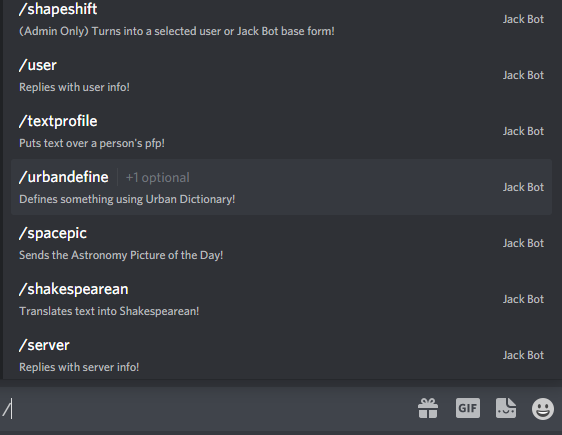 /shapeshift
(Admin Only) Turns into a selected user or Jack Bot base form!
Jack Bot
/user
Replies with user info!
Jack Bot
/textprofile
Puts text over a person's pfp!
Jack Bot
/urbandefine +1 optional
Defines something using Urban Dictionary!
Jack Bot
/spacepic
Sends the Astronomy Picture of the Day!
Jack Bot
/shakespearean
Translates text into Shakespearean!
Jack Bot
/server
Replies with server info!
Jack Bot
/
GIF